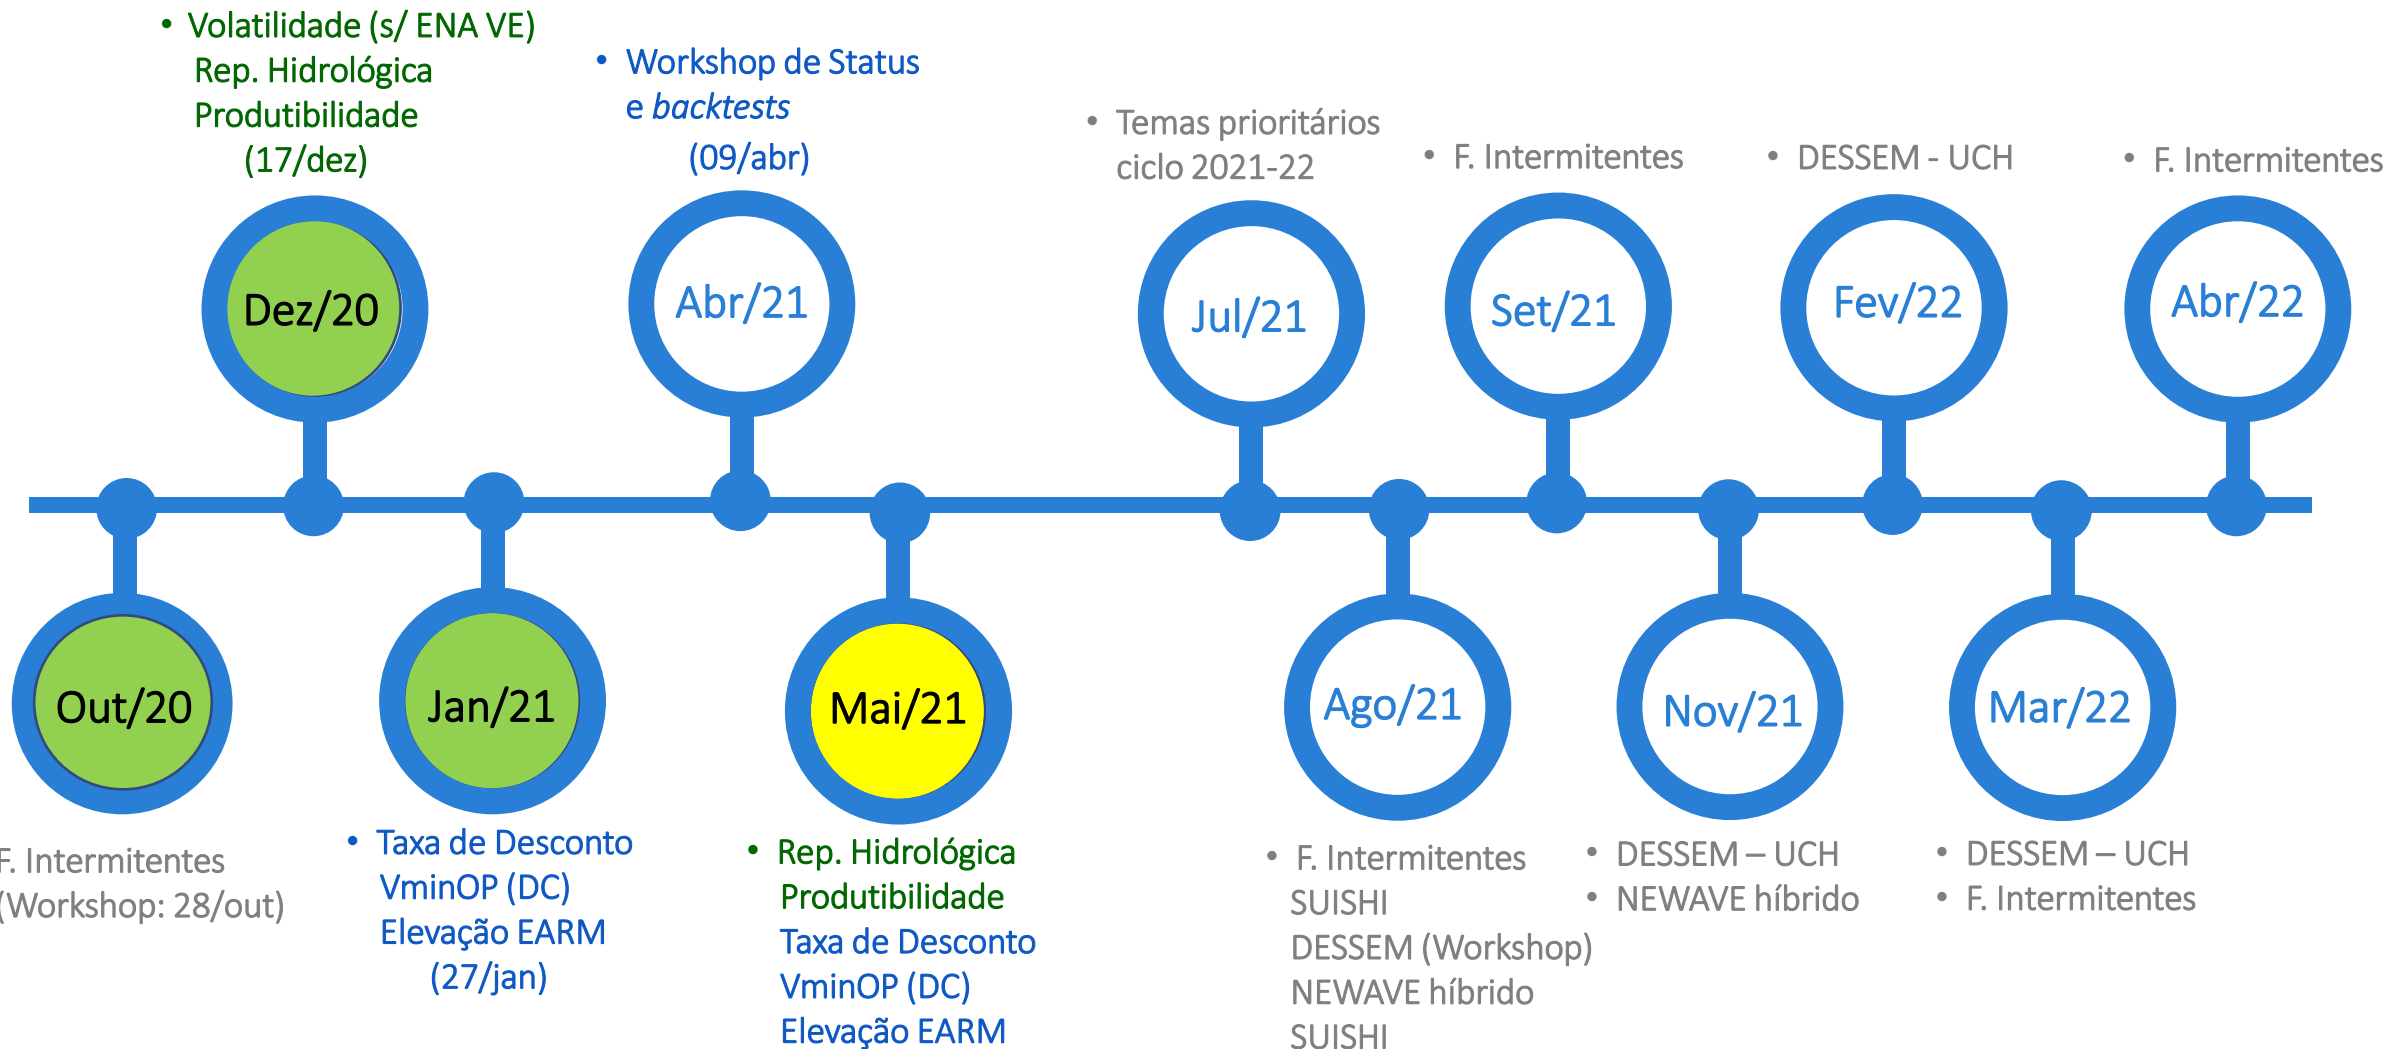 • Volatilidade (s/ ENA VE)
Rep. Hidrológica
Produtibilidade
(17/dez)
• Workshop de Status
e backtests
(09/abr)
• Temas prioritários
ciclo 2021-22
• F. Intermitentes
• DESSEM - UCH
• F. Intermitentes
Dez/20
Abr/21
Jul/21
Set/21
Fev/22
Abr/22
Out/20
Jan/21
Mai/21
Ago/21
Nov/21
Mar/22
F. Intermitentes
(Workshop: 28/out)
• Taxa de Desconto
VminOP (DC)
Elevação EARM
(27/jan)
• Rep. Hidrológica
Produtibilidade
Taxa de Desconto
VminOP (DC)
Elevação EARM
• F. Intermitentes
SUISHI
DESSEM (Workshop)
NEWAVE híbrido
SUISHI
• DESSEM – UCH
• NEWAVE híbrido
• DESSEM – UCH
• F. Intermitentes